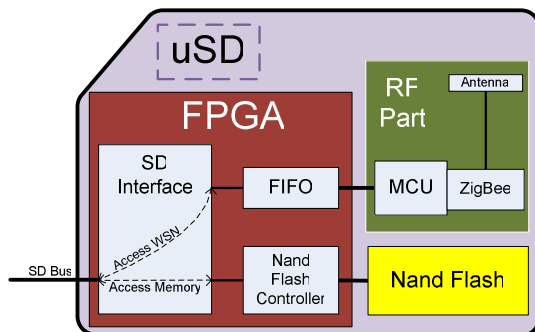 uSD
FPGA
RF
Part
Antenna
SD
Interface
FIFO
MCU
ZigBee
Access WSN
SD Bus
Access Memory
Nand
Flash
Controller
Nand Flash